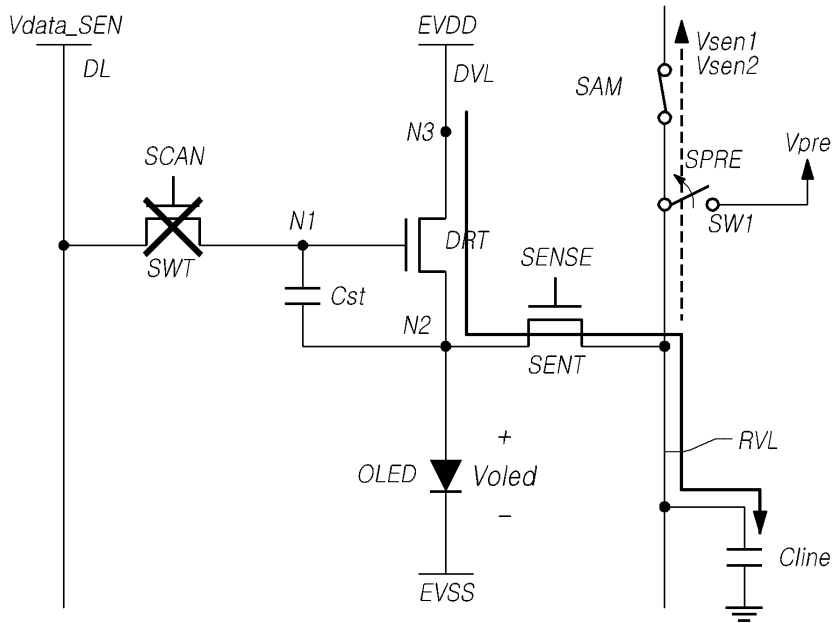 Vdata_SEN
DL
EVDD
DVL
Vsen1
Vsen2
SAM
N3
Vpre
SPRE
SCAN
N1
SW1
DRT
SWT
SENSE
Cst
N2
SENT
RVL
+
OLED
Voled
–
Cline
EVSS